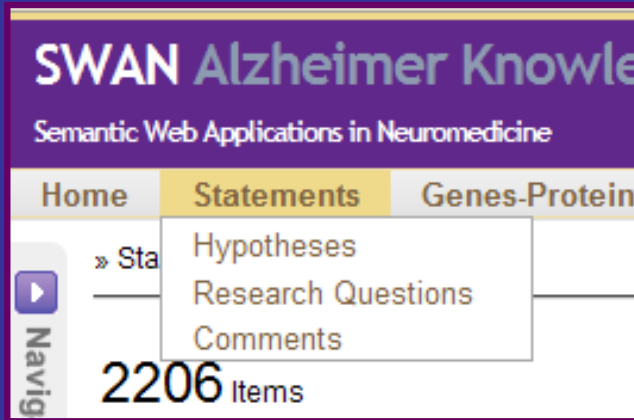 SWAN Alzheimer Knowle
Semantic Web Applications in Neuromedicine
Home Statements Genes-Protein
» Sta
Hypotheses
Research Questions
Comments
Navig
2206 Items